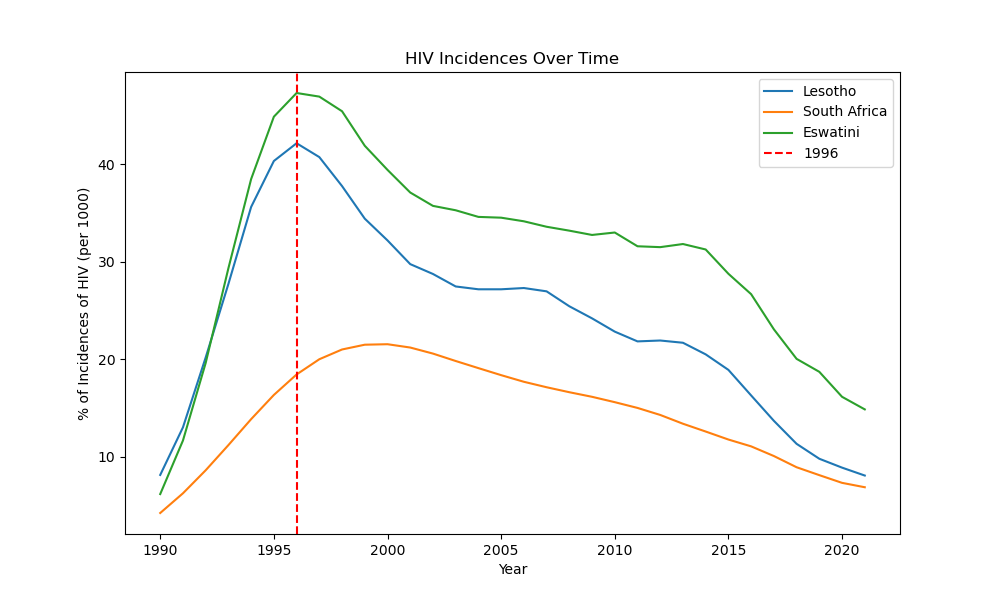 HIV Incidences Over Time
% of Incidences of HIV (per 1000)
40
30
20
10
Lesotho
South Africa
Eswatini
1996
1990 1995 2000 2005 2010 2015 2020
Year